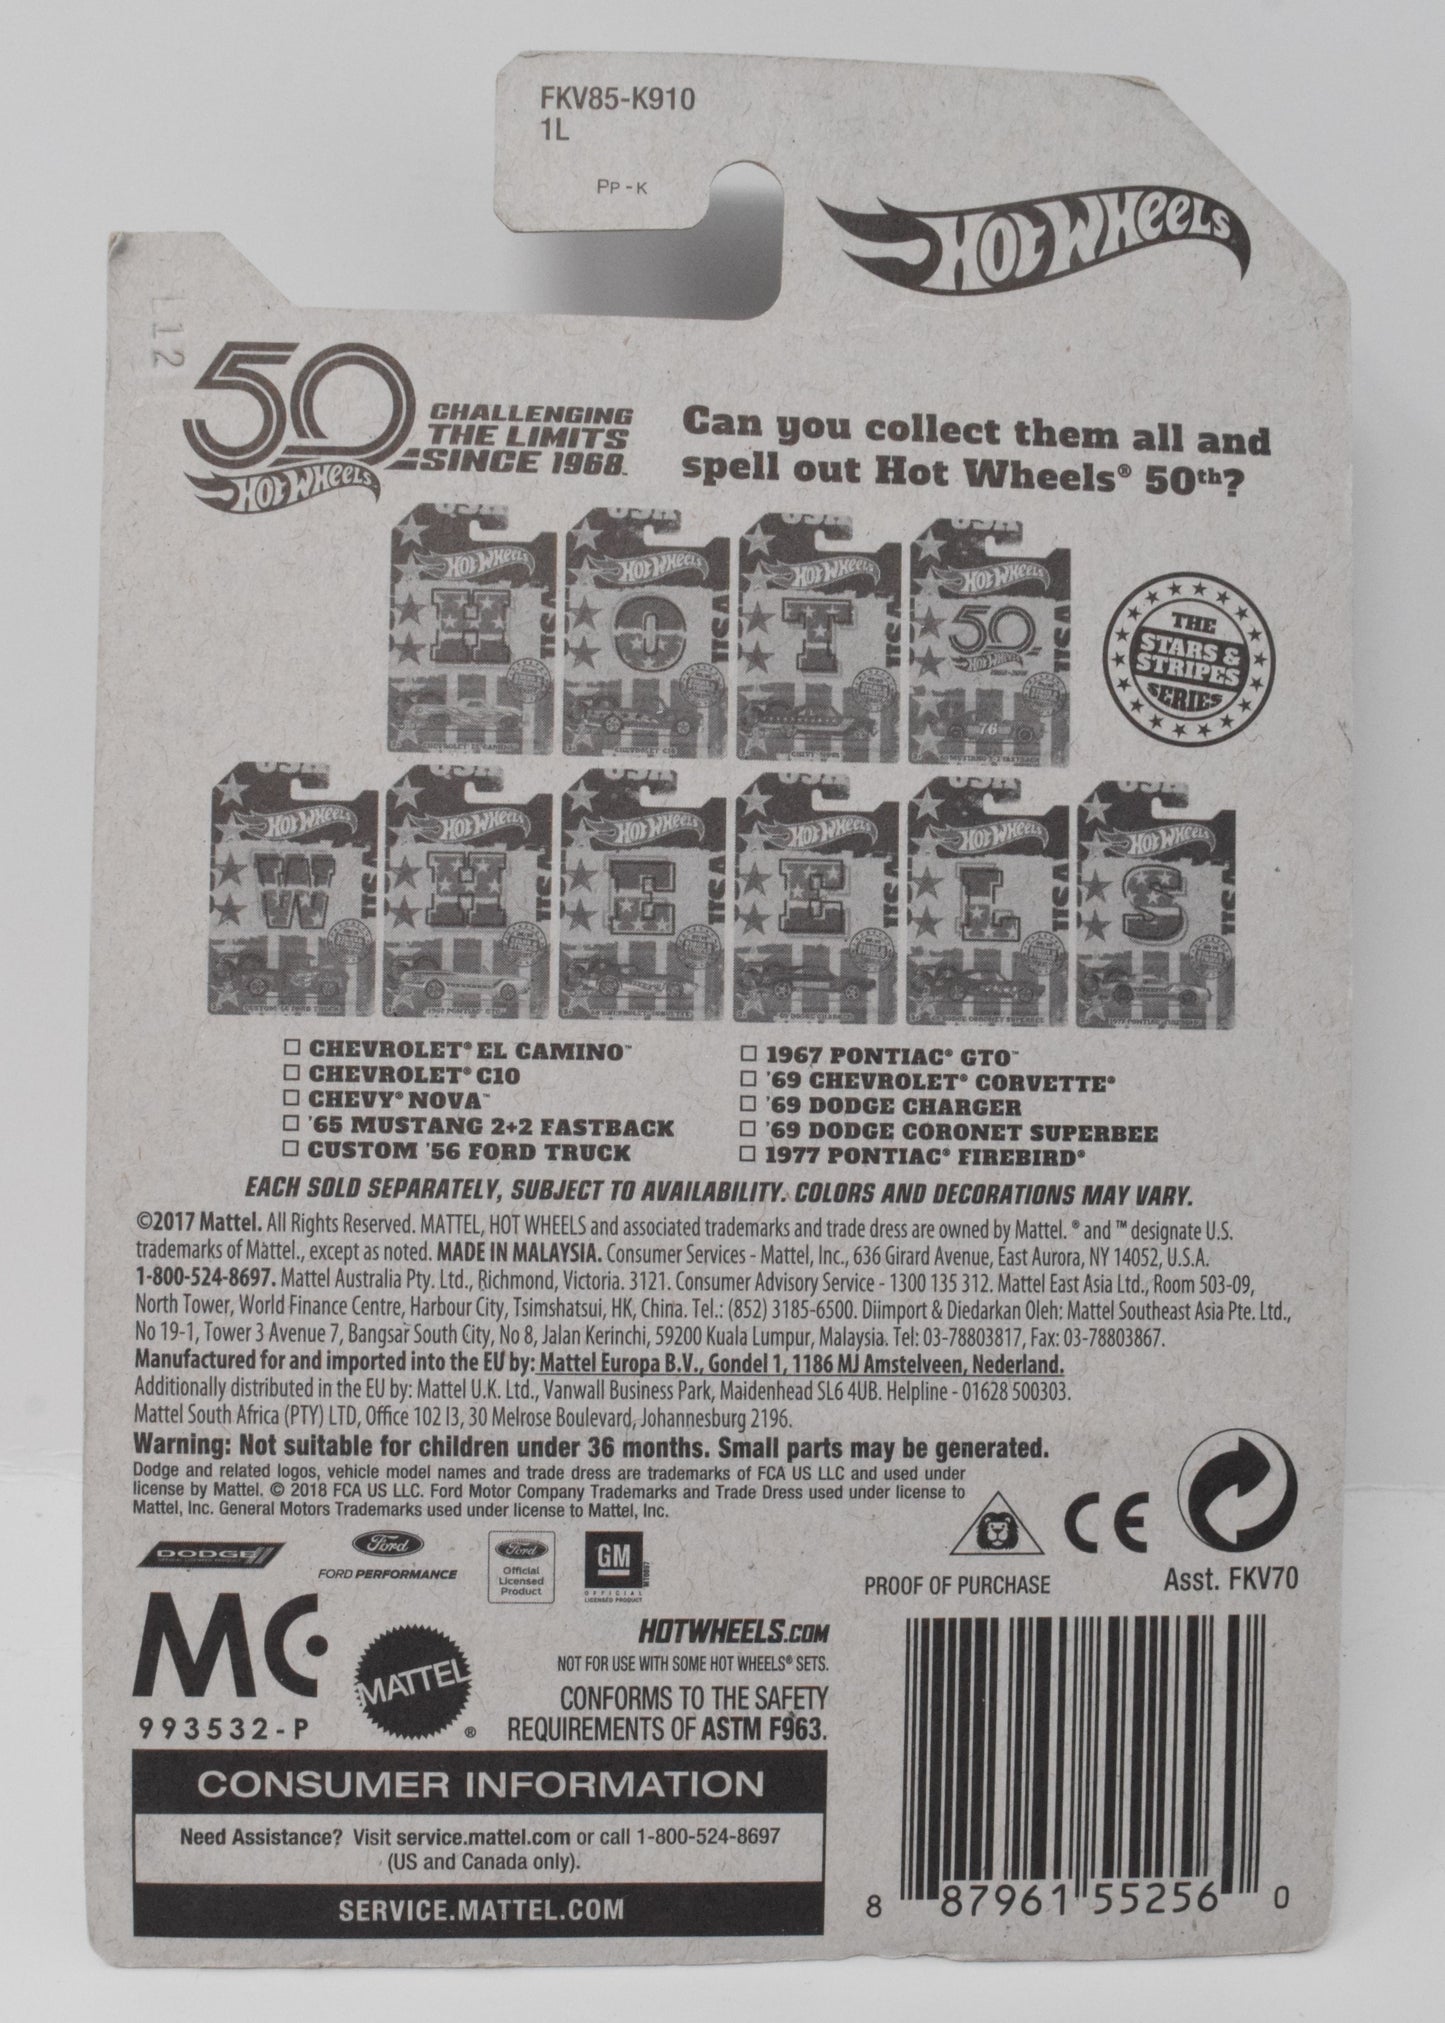 FKV85-K910
1L
PP - K
HOT WHEELS
L12
50
CHALLENGING
THE LIMITS
SINCE 1968.
HOT WHEELS
Can you collect them all and
spell out Hot Wheels® 50th?
H O T 50
THE
STARS &
STRIPES
SERIES
W H E E L S
☐ CHEVROLET® EL CAMINO™
☐ CHEVROLET® C10
☐ CHEVY® NOVA™
☐ '65 MUSTANG 2+2 FASTBACK
☐ CUSTOM '56 FORD TRUCK
☐ 1967 PONTIAC® GTO™
☐ '69 CHEVROLET® CORVETTE®
☐ '69 DODGE CHARGER
☐ '69 DODGE CORONET SUPERBEE
☐ 1977 PONTIAC® FIREBIRD®
EACH SOLD SEPARATELY, SUBJECT TO AVAILABILITY. COLORS AND DECORATIONS MAY VARY.
©2017 Mattel. All Rights Reserved. MATTEL, HOT WHEELS and associated trademarks and trade dress are owned by Mattel. ® and ™ designate U.S.
trademarks of Mattel., except as noted. MADE IN MALAYSIA. Consumer Services - Mattel, Inc., 636 Girard Avenue, East Aurora, NY 14052, U.S.A.
1-800-524-8697. Mattel Australia Pty. Ltd., Richmond, Victoria. 3121. Consumer Advisory Service - 1300 135 312. Mattel East Asia Ltd., Room 503-09,
North Tower, World Finance Centre, Harbour City, Tsimshatsui, HK, China. Tel.: (852) 3185-6500. Diimport & Diedarkan Oleh: Mattel Southeast Asia Pte. Ltd.,
No 19-1, Tower 3 Avenue 7, Bangsar South City, No 8, Jalan Kerinchi, 59200 Kuala Lumpur, Malaysia. Tel: 03-78803817, Fax: 03-78803867.
Manufactured for and imported into the EU by: Mattel Europa B.V., Gondel 1, 1186 MJ Amstelveen, Nederland.
Additionally distributed in the EU by: Mattel U.K. Ltd., Vanwall Business Park, Maidenhead SL6 4UB. Helpline - 01628 500303.
Mattel South Africa (PTY) LTD, Office 102 I3, 30 Melrose Boulevard, Johannesburg 2196.
Warning: Not suitable for children under 36 months. Small parts may be generated.
Dodge and related logos, vehicle model names and trade dress are trademarks of FCA US LLC and used under
license by Mattel. © 2018 FCA US LLC. Ford Motor Company Trademarks and Trade Dress used under license to
Mattel, Inc. General Motors Trademarks used under license to Mattel, Inc.
DODGE
Ford
FORD PERFORMANCE
Ford
Official
Licensed
Product
GM
OFFICIAL
LICENSED PRODUCT
CE
PROOF OF PURCHASE
Asst. FKV70
MC
993532-P
MATTEL®
HOTWHEELS.COM
NOT FOR USE WITH SOME HOT WHEELS® SETS.
CONFORMS TO THE SAFETY
REQUIREMENTS OF ASTM F963.
CONSUMER INFORMATION
Need Assistance? Visit service.mattel.com or call 1-800-524-8697
(US and Canada only).
SERVICE.MATTEL.COM
8 87961 55256 0